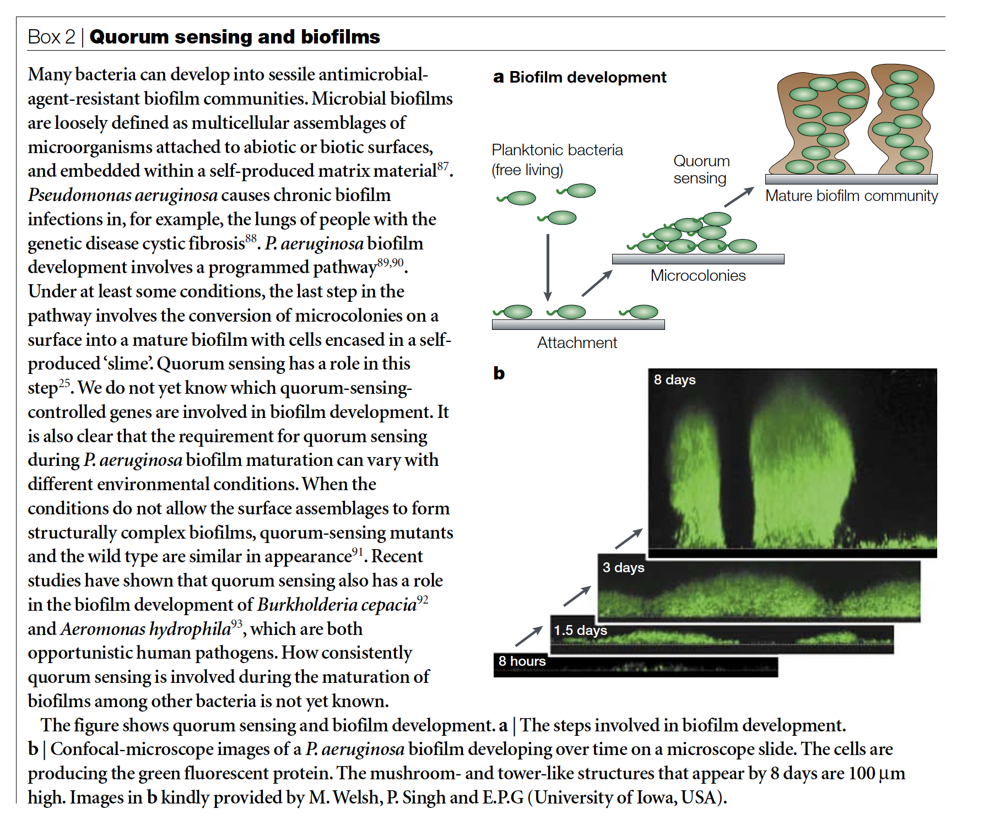 Box 2 | Quorum sensing and biofilms
Many bacteria can develop into sessile antimicrobial-
agent-resistant biofilm communities. Microbial biofilms
are loosely defined as multicellular assemblages of
microorganisms attached to abiotic or biotic surfaces,
and embedded within a self-produced matrix material87.
Pseudomonas aeruginosa causes chronic biofilm
infections in, for example, the lungs of people with the
genetic disease cystic fibrosis88. P. aeruginosa biofilm
development involves a programmed pathway89,90.
Under at least some conditions, the last step in the
pathway involves the conversion of microcolonies on a
surface into a mature biofilm with cells encased in a self-
produced ‘slime’. Quorum sensing has a role in this
step25. We do not yet know which quorum-sensing-
controlled genes are involved in biofilm development. It
is also clear that the requirement for quorum sensing
during P. aeruginosa biofilm maturation can vary with
different environmental conditions. When the
conditions do not allow the surface assemblages to form
structurally complex biofilms, quorum-sensing mutants
and the wild type are similar in appearance91. Recent
studies have shown that quorum sensing also has a role
in the biofilm development of Burkholderia cepacia92
and Aeromonas hydrophila93, which are both
opportunistic human pathogens. How consistently
quorum sensing is involved during the maturation of
biofilms among other bacteria is not yet known.
a Biofilm development
Planktonic bacteria
(free living)
Quorum
sensing
Mature biofilm community
Microcolonies
Attachment
b
8 days
3 days
1.5 days
8 hours
The figure shows quorum sensing and biofilm development. a | The steps involved in biofilm development.
b | Confocal-microscope images of a P. aeruginosa biofilm developing over time on a microscope slide. The cells are
producing the green fluorescent protein. The mushroom- and tower-like structures that appear by 8 days are 100 μm
high. Images in b kindly provided by M. Welsh, P. Singh and E.P.G (University of Iowa, USA).